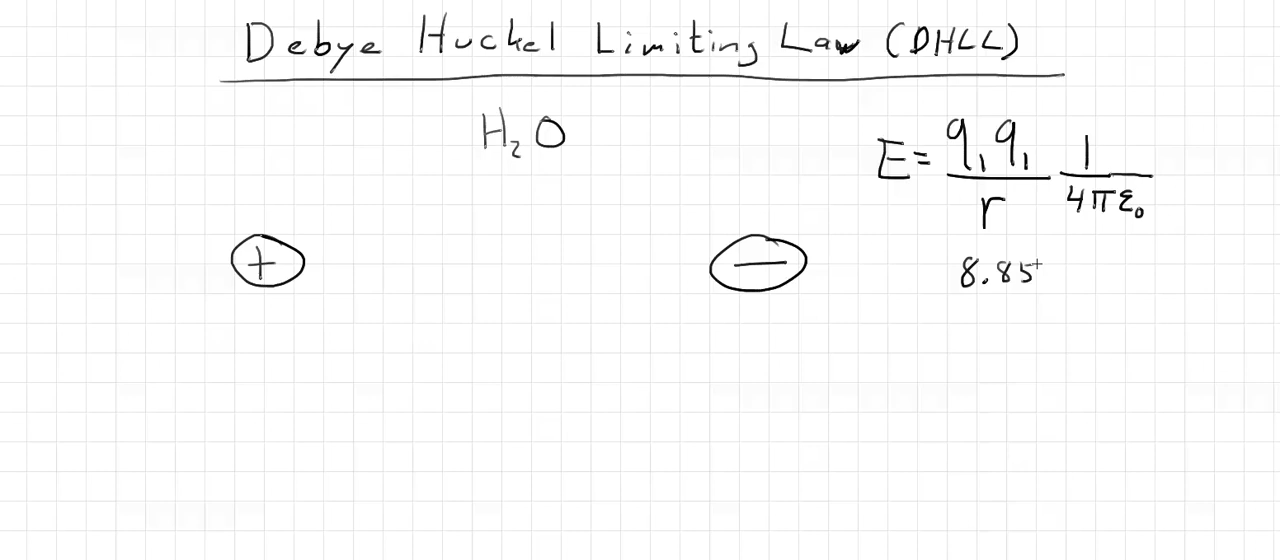 Debye Huckel Limiting Law (DHLL)
H₂O
E = q₁q₁/r 1/4πε₀
+ −
8.85